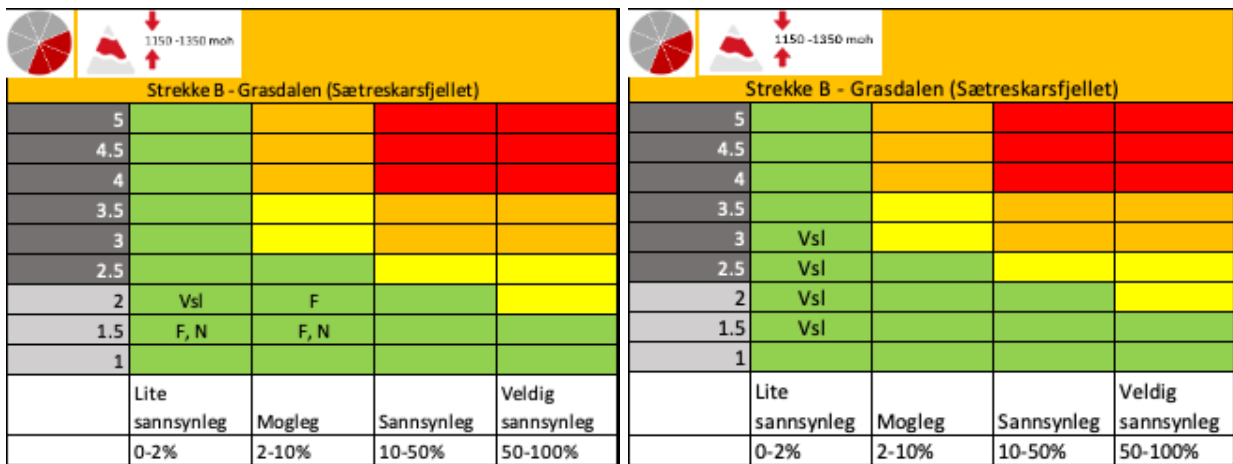 1150 -1350 moh
Strekke B - Grasdalen (Sætreskarsfjellet)
5
4.5
4
3.5
3
2.5
2 Vsl F
1.5 F, N F, N
1
Lite sannsynleg Mogleg Sannsynleg Veldig sannsynleg
0-2% 2-10% 10-50% 50-100%
1150 -1350 moh
Strekke B - Grasdalen (Sætreskarsfjellet)
5
4.5
4
3.5
3 Vsl
2.5 Vsl
2 Vsl
1.5 Vsl
1
Lite sannsynleg Mogleg Sannsynleg Veldig sannsynleg
0-2% 2-10% 10-50% 50-100%